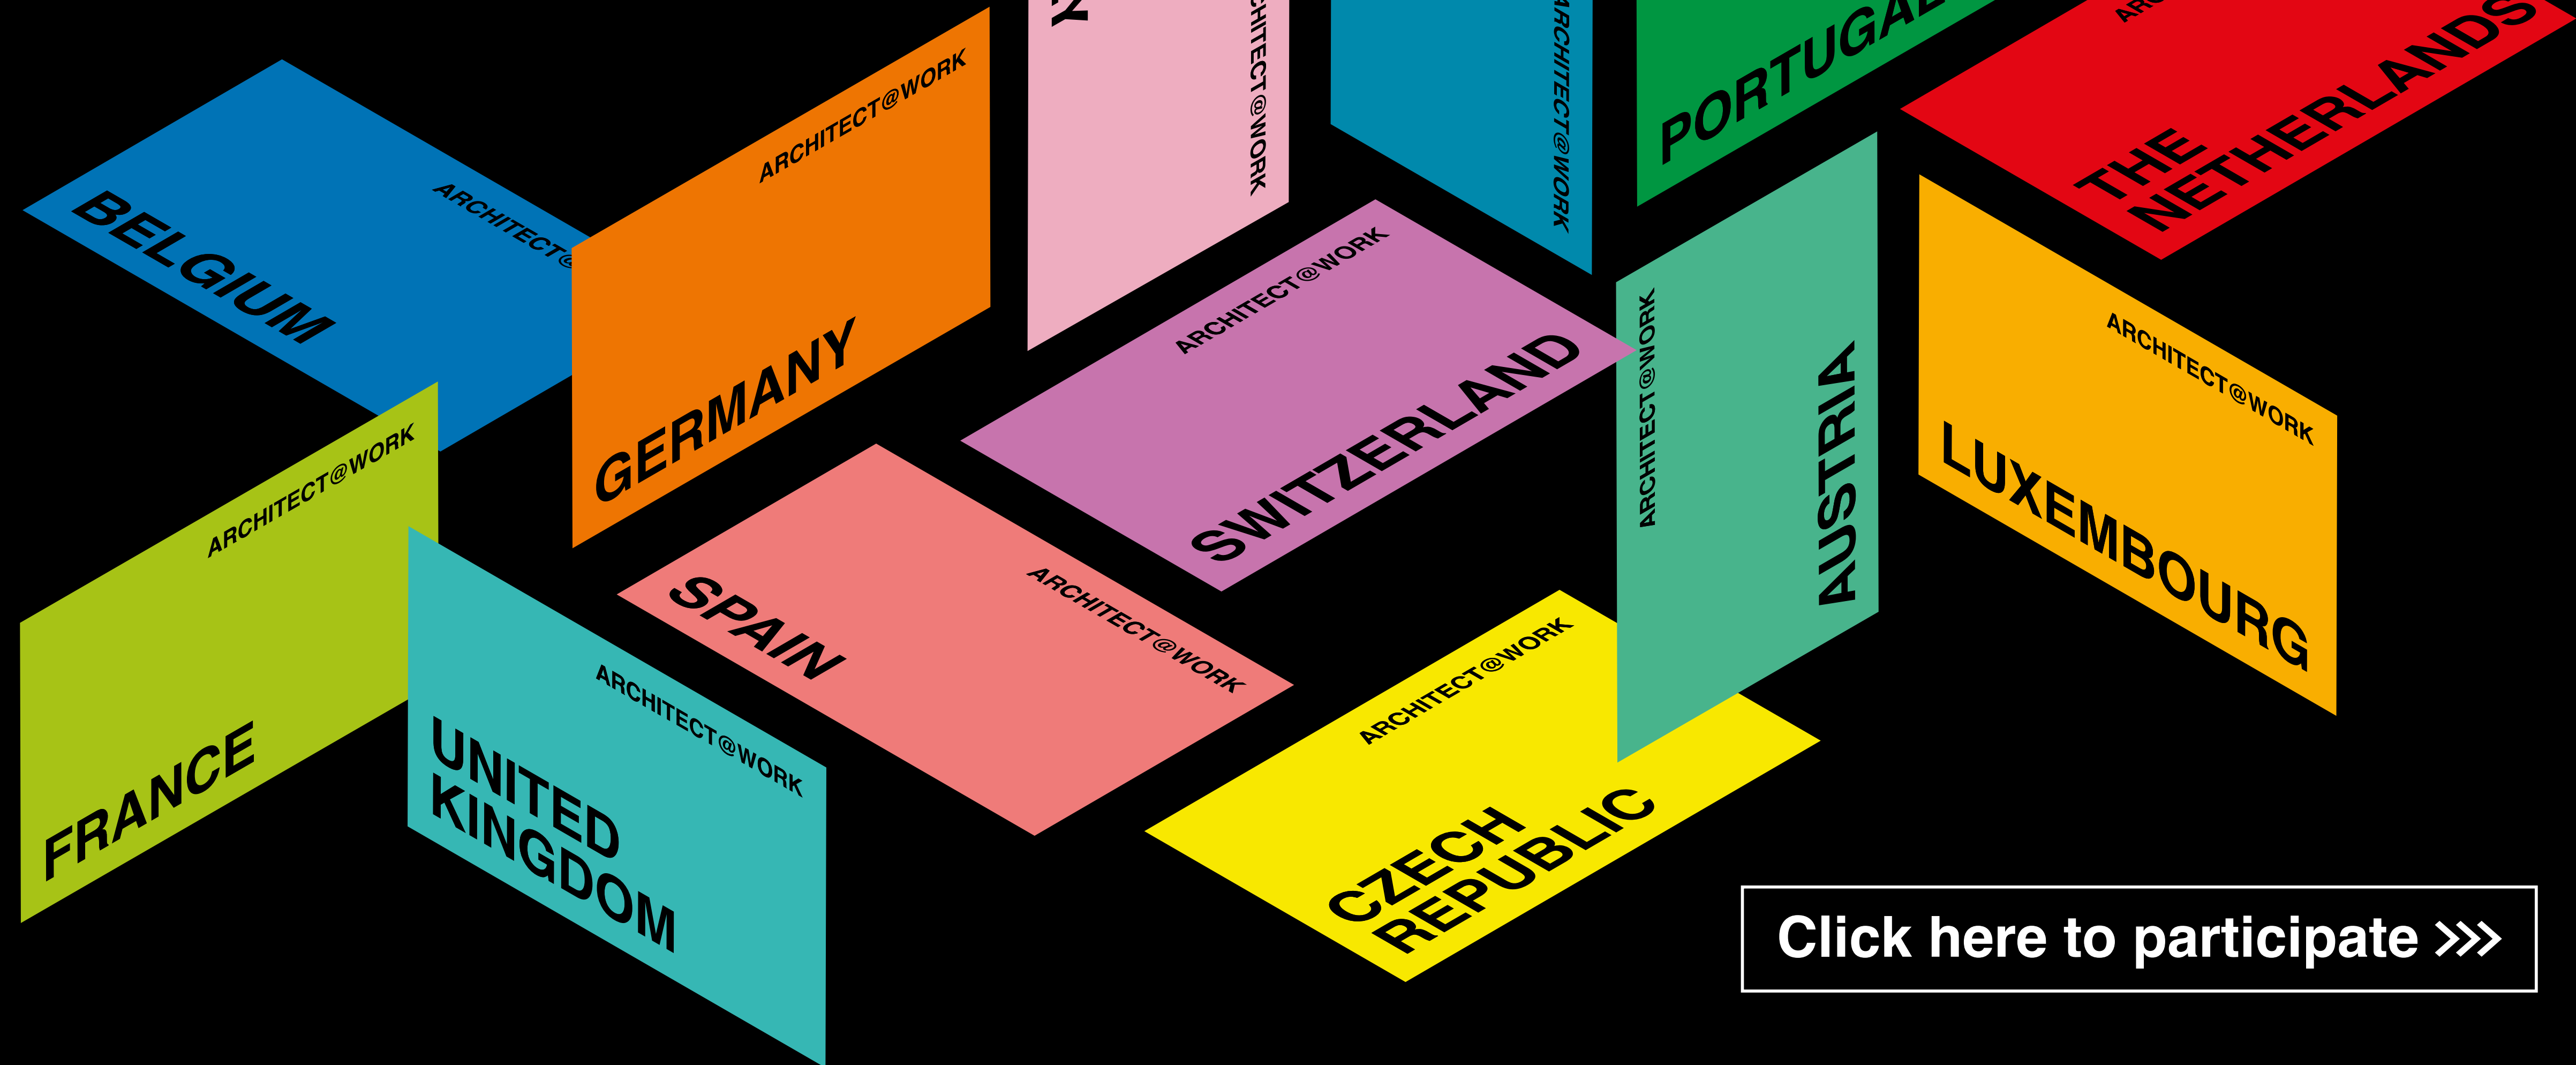 BELGIUM
ARCHITECT@
ARCHITECT@WORK
GERMANY
Y
CHITECT@WORK
ARCHITECT@WORK
PORTUGAL
THE
NETHERLANDS
ARCHITECT@WORK
SWITZERLAND
ARCHITECT@WORK
AUSTRIA
ARCHITECT@WORK
LUXEMBOURG
ARCHITECT@WORK
FRANCE
ARCHITECT@WORK
UNITED
KINGDOM
ARCHITECT@WORK
SPAIN
ARCHITECT@WORK
CZECH
REPUBLIC
Click here to participate >>>